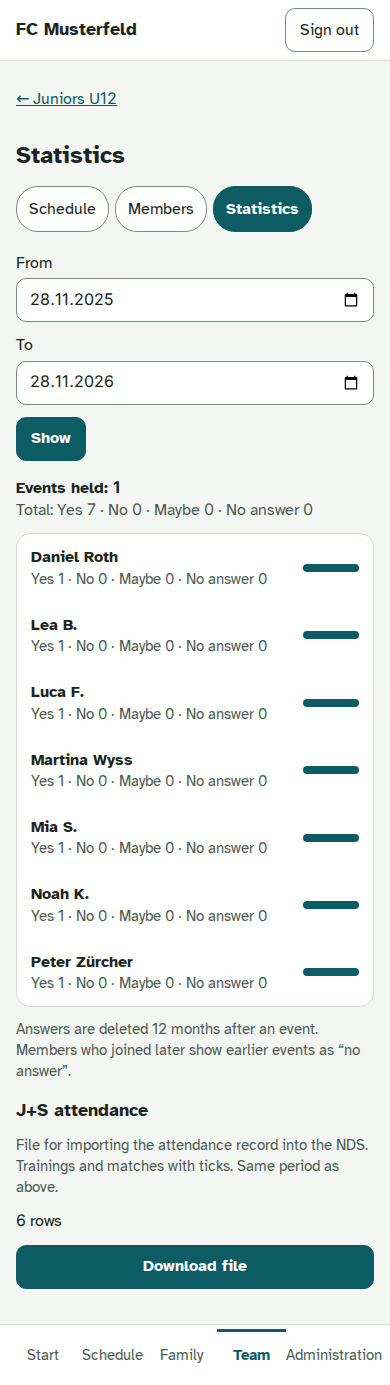 FC Musterfeld
Sign out
← Juniors U12
Statistics
Schedule
Members
Statistics
From
28.11.2025
To
28.11.2026
Show
Events held: 1
Total: Yes 7 · No 0 · Maybe 0 · No answer 0
Daniel Roth
Yes 1 · No 0 · Maybe 0 · No answer 0
Lea B.
Yes 1 · No 0 · Maybe 0 · No answer 0
Luca F.
Yes 1 · No 0 · Maybe 0 · No answer 0
Martina Wyss
Yes 1 · No 0 · Maybe 0 · No answer 0
Mia S.
Yes 1 · No 0 · Maybe 0 · No answer 0
Noah K.
Yes 1 · No 0 · Maybe 0 · No answer 0
Peter Zürcher
Yes 1 · No 0 · Maybe 0 · No answer 0
Answers are deleted 12 months after an event.
Members who joined later show earlier events as “no
answer”.
J+S attendance
File for importing the attendance record into the NDS.
Trainings and matches with ticks. Same period as
above.
6 rows
Download file
Start
Schedule
Family
Team
Administration